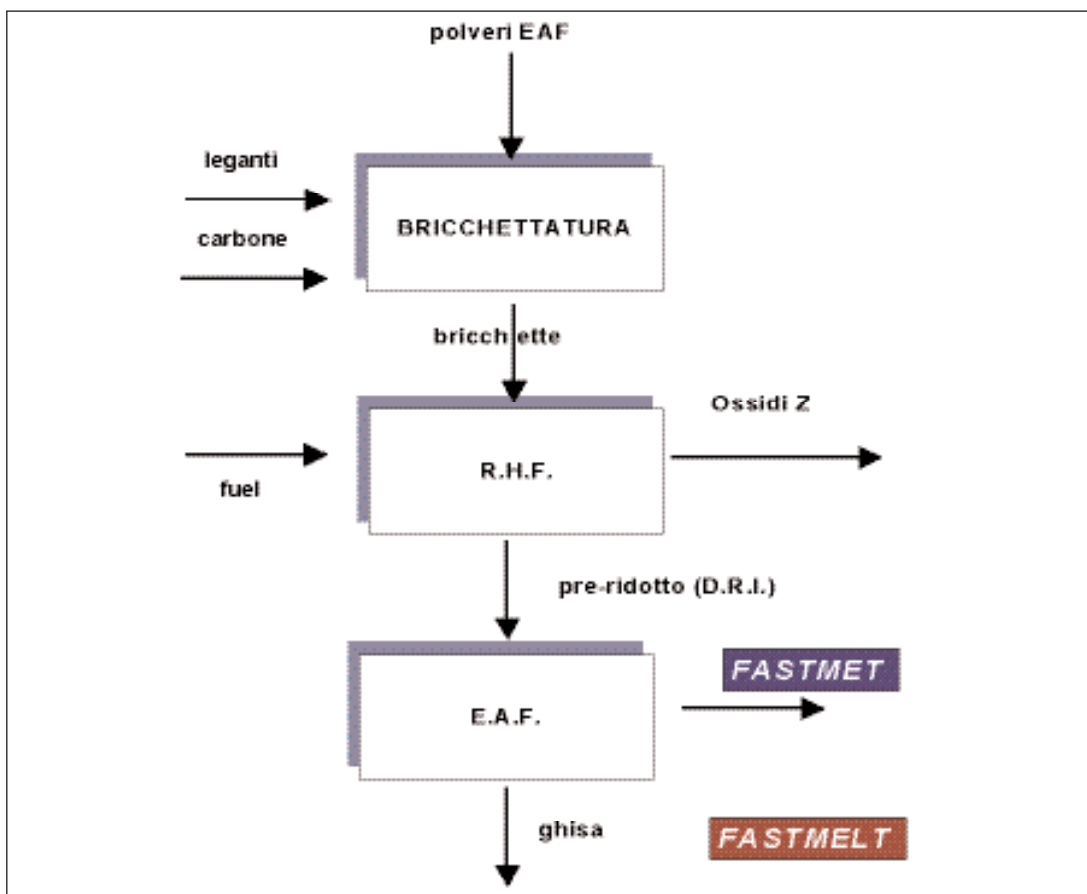 polveri EAF
leganti
BRICCHETTATURA
carbone
bricchette
Ossidi Z
R.H.F.
fuel
pre-ridotto (D.R.I.)
FASTMET
E.A.F.
ghisa
FASTMELT